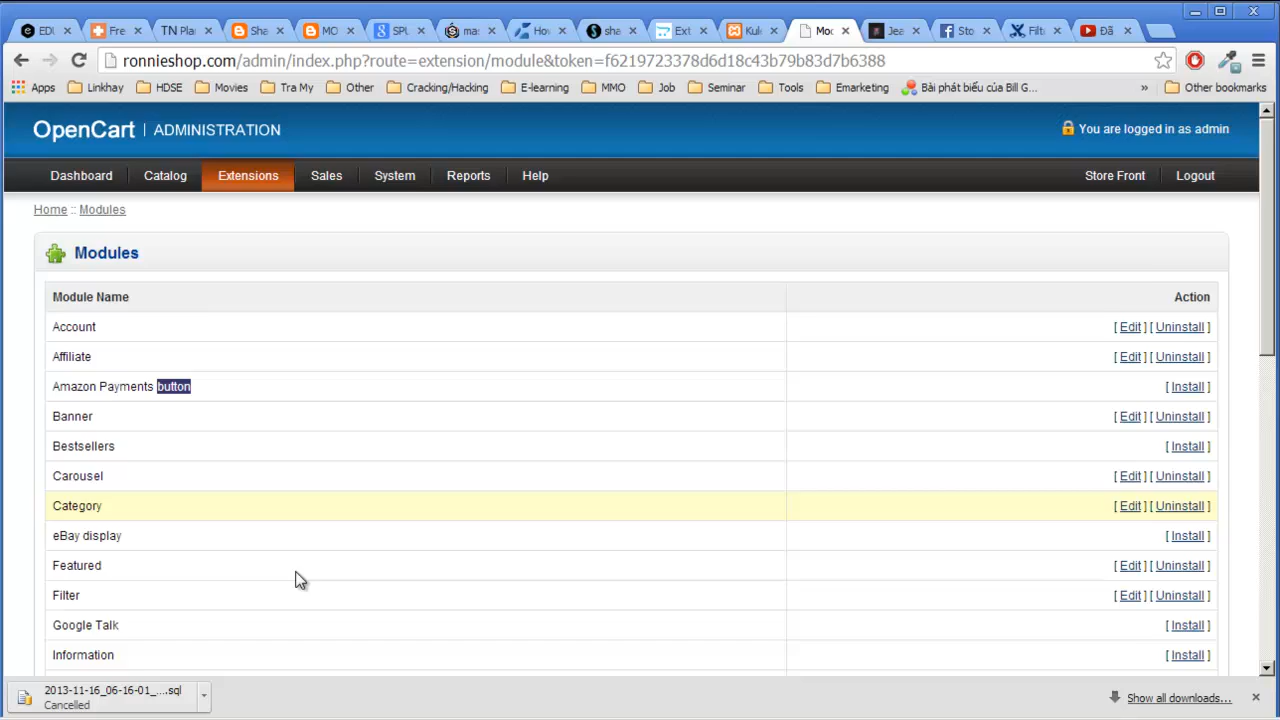 EDI
Fre
TN Pla
Sha
MO
SPL
ma
Hov
sha
Ext
Kul
Mod
Jea
Sto
Filt
Đã
ronnieshop.com/admin/index.php?route=extension/module&token=f6219723378d6d18c43b79b83d7b6388
Apps Linkhay HDSE Movies Tra My Other Cracking/Hacking E-learning MMO Job Seminar Tools Emarketing Bài phát biểu của Bill G... » Other bookmarks
OpenCart | ADMINISTRATION You are logged in as admin
Dashboard Catalog Extensions Sales System Reports Help Store Front Logout
Home :: Modules
Modules
Module Name Action
Account [ Edit ] [ Uninstall ]
Affiliate [ Edit ] [ Uninstall ]
Amazon Payments button [ Install ]
Banner [ Edit ] [ Uninstall ]
Bestsellers [ Install ]
Carousel [ Edit ] [ Uninstall ]
Category [ Edit ] [ Uninstall ]
eBay display [ Install ]
Featured [ Edit ] [ Uninstall ]
Filter [ Edit ] [ Uninstall ]
Google Talk [ Install ]
Information [ Install ]
2013-11-16_06-16-01_....sql
Cancelled
Show all downloads...